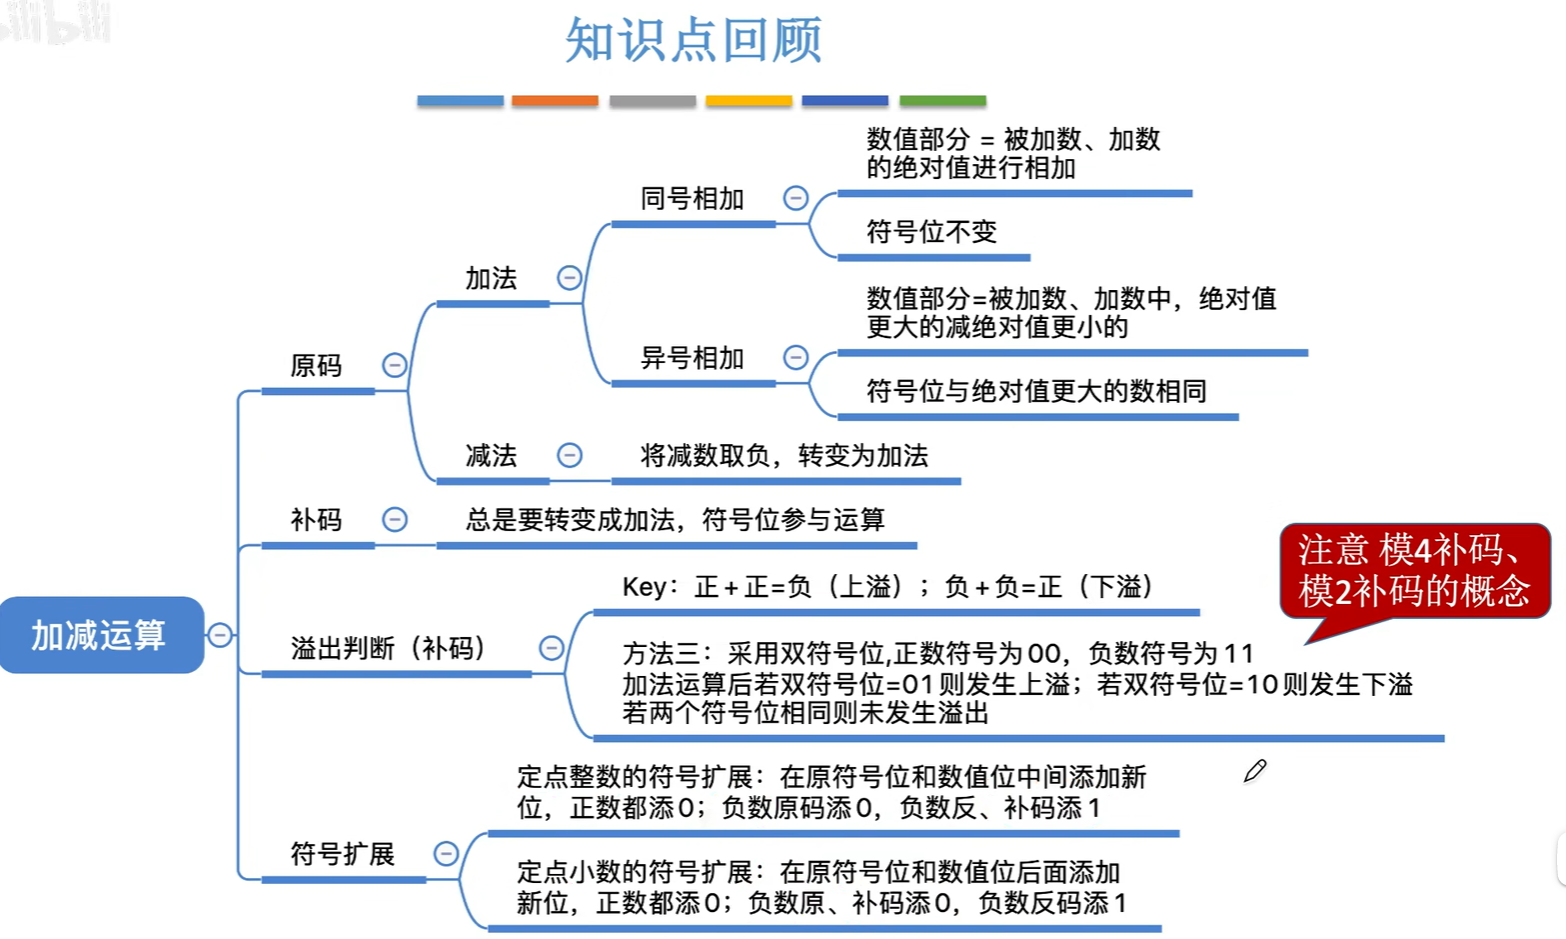 bilibili
知识点回顾
数值部分 = 被加数、加数
的绝对值进行相加
同号相加
符号位不变
加法
数值部分=被加数、加数中，绝对值
更大的减绝对值更小的
异号相加
原码
符号位与绝对值更大的数相同
减法
将减数取负，转变为加法
补码
总是要转变成加法，符号位参与运算
注意 模4补码、
模2补码的概念
Key：正+正=负（上溢）；负+负=正（下溢）
加减运算
溢出判断（补码）
方法三：采用双符号位,正数符号为00，负数符号为11
加法运算后若双符号位=01则发生上溢；若双符号位=10则发生下溢
若两个符号位相同则未发生溢出
定点整数的符号扩展：在原符号位和数值位中间添加新
位，正数都添0；负数原码添0，负数反、补码添1
符号扩展
定点小数的符号扩展：在原符号位和数值位后面添加
新位，正数都添0；负数原、补码添0，负数反码添1